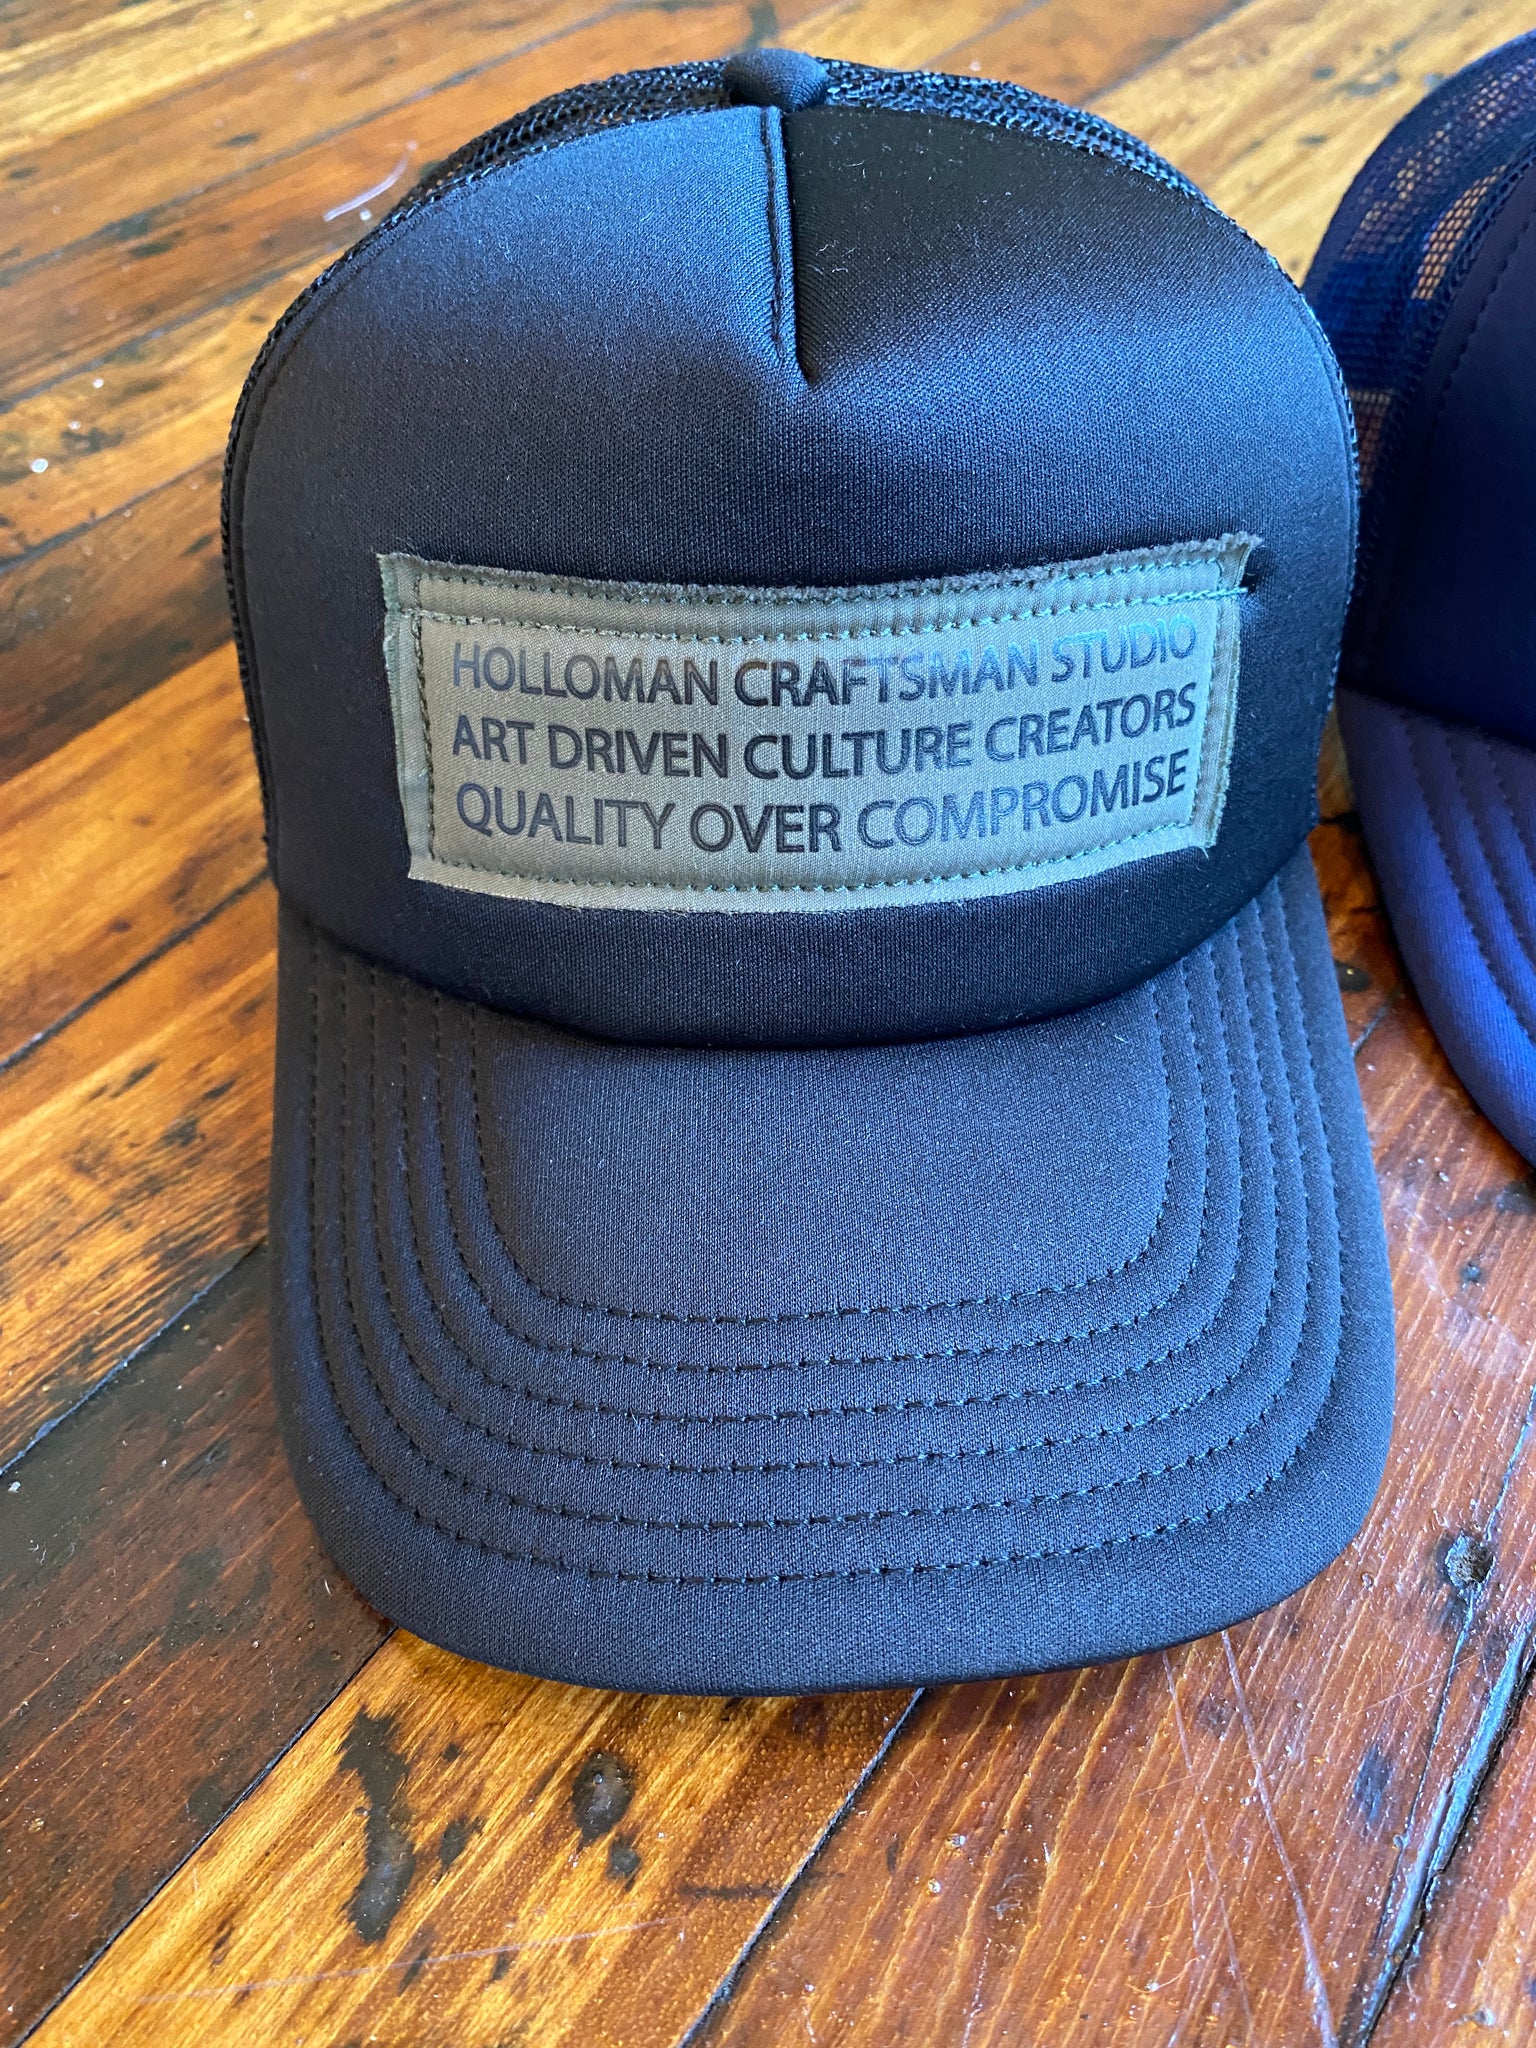 HOLLOMAN CRAFTSMAN STUDIO
ART DRIVEN CULTURE CREATORS
QUALITY OVER COMPROMISE